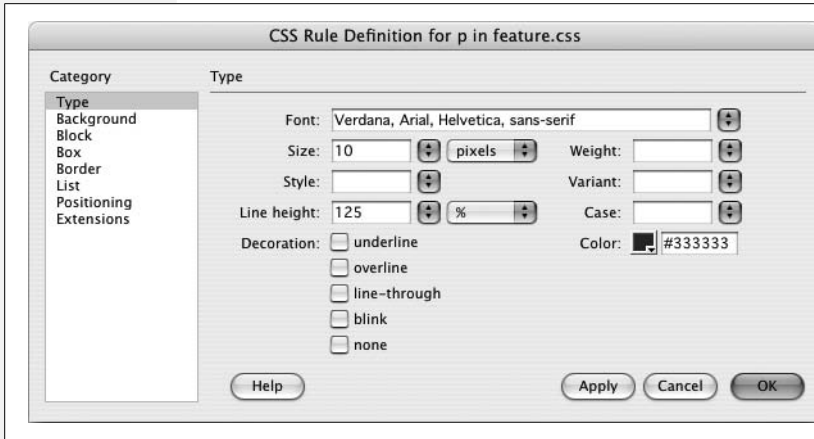 CSS Rule Definition for p in feature.css
Category
Type
Background
Block
Box
Border
List
Positioning
Extensions
Type
Font: Verdana, Arial, Helvetica, sans-serif
Size: 10 pixels Weight:
Style: Variant:
Line height: 125 % Case:
Decoration: underline Color: #333333
overline
line-through
blink
none
Help Apply Cancel OK